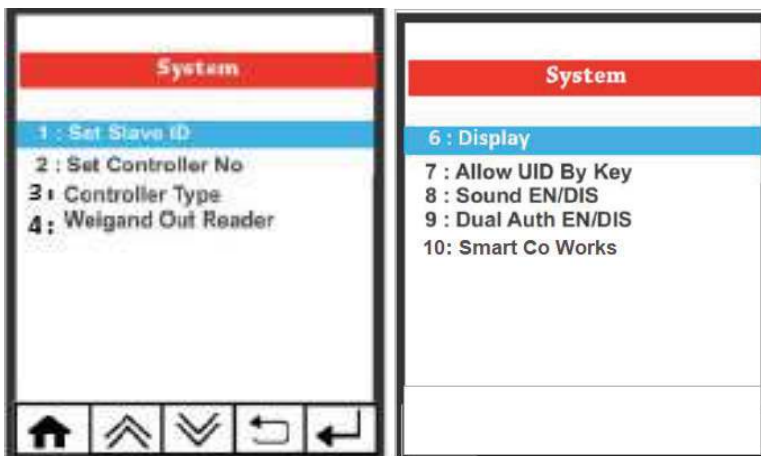 System
1 : Set Slave ID
2 : Set Controller No
3 : Controller Type
4 : Weigand Out Reader
System
6 : Display
7 : Allow UID By Key
8 : Sound EN/DIS
9 : Dual Auth EN/DIS
10: Smart Co Works